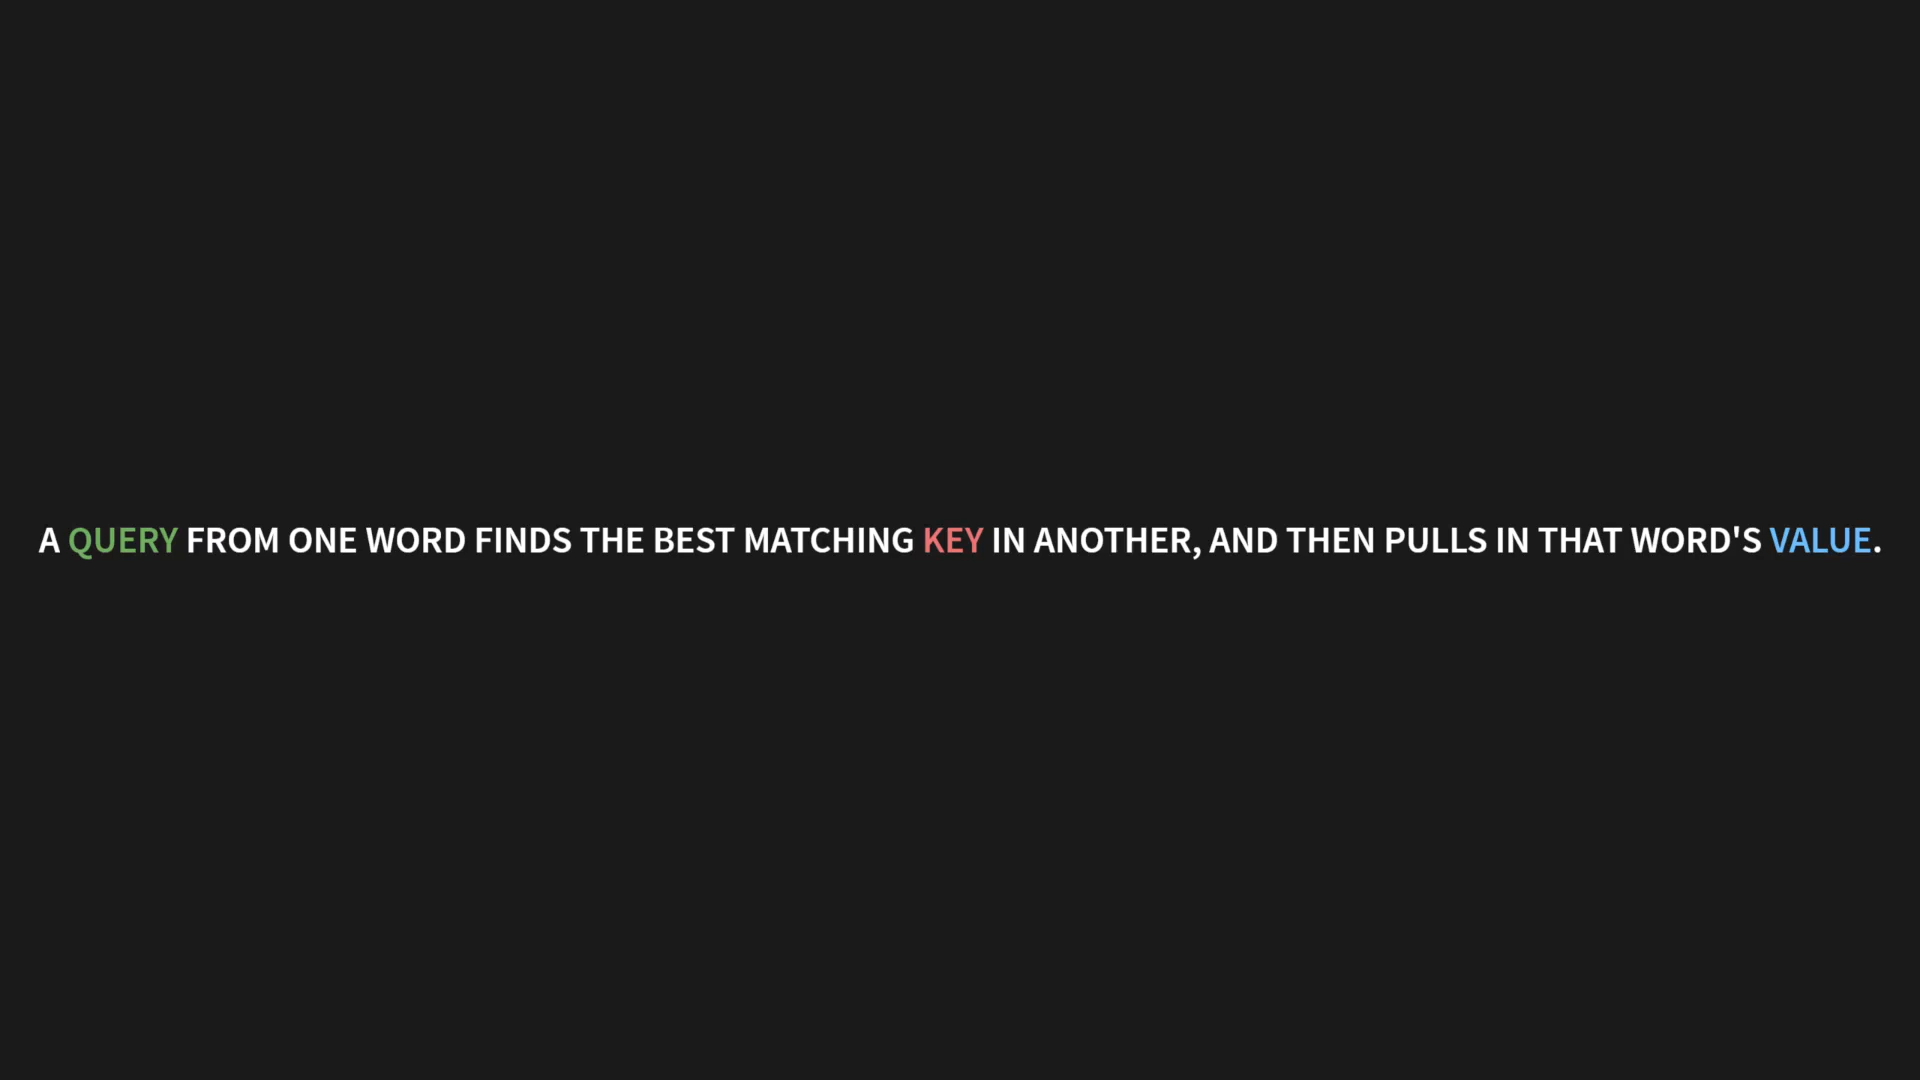 A QUERY FROM ONE WORD FINDS THE BEST MATCHING KEY IN ANOTHER, AND THEN PULLS IN THAT WORD'S VALUE.